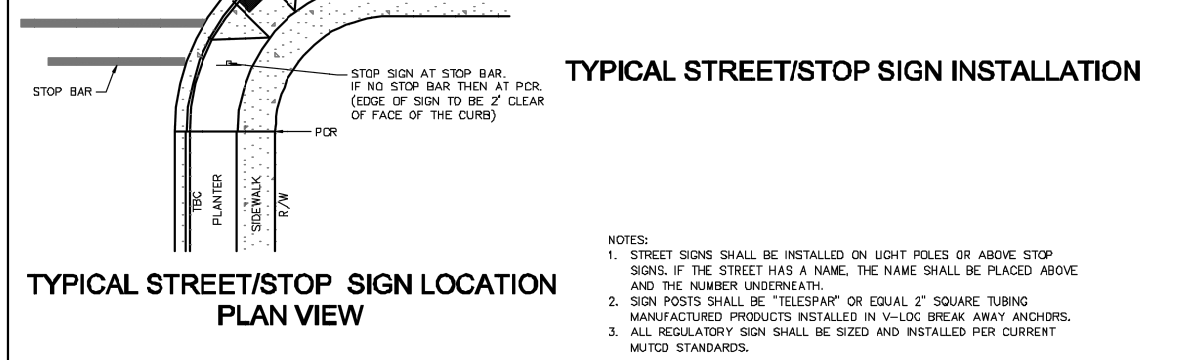 STOP BAR
STOP SIGN AT STOP BAR.
IF NO STOP BAR THEN AT PCR.
(EDGE OF SIGN TO BE 2' CLEAR
OF FACE OF THE CURB)
PCR
TBC
PLANTER
SIDEWALK
R/W
TYPICAL STREET/STOP SIGN LOCATION
PLAN VIEW
TYPICAL STREET/STOP SIGN INSTALLATION
NOTES:
1. STREET SIGNS SHALL BE INSTALLED ON LIGHT POLES OR ABOVE STOP
SIGNS. IF THE STREET HAS A NAME, THE NAME SHALL BE PLACED ABOVE
AND THE NUMBER UNDERNEATH.
2. SIGN POSTS SHALL BE "TELESPAR" OR EQUAL 2" SQUARE TUBING
MANUFACTURED PRODUCTS INSTALLED IN V-LOC BREAK AWAY ANCHORS.
3. ALL REGULATORY SIGN SHALL BE SIZED AND INSTALLED PER CURRENT
MUTCD STANDARDS.